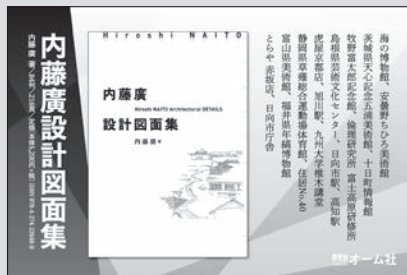 海の博物館、安曇野ちひろ美術館
茨城県天心記念五浦美術館、十日町情報館
牧野富太郎記念館、倫理研究所 富士高原研修所
島根県芸術文化センター、日向市駅、高知駅
虎屋京都店、旭川駅、九州大学椎木講堂
静岡県草薙総合運動場体育館、住居No.40
富山県美術館、福井県年縞博物館
とらや 赤坂店、日向市庁舎
Hiroshi NAITO
内藤廣
Hiroshi NAITO Architectural DETAILS
設計図面集
内藤廣＝
内藤廣設計図面集
内藤 廣 著
オーム社